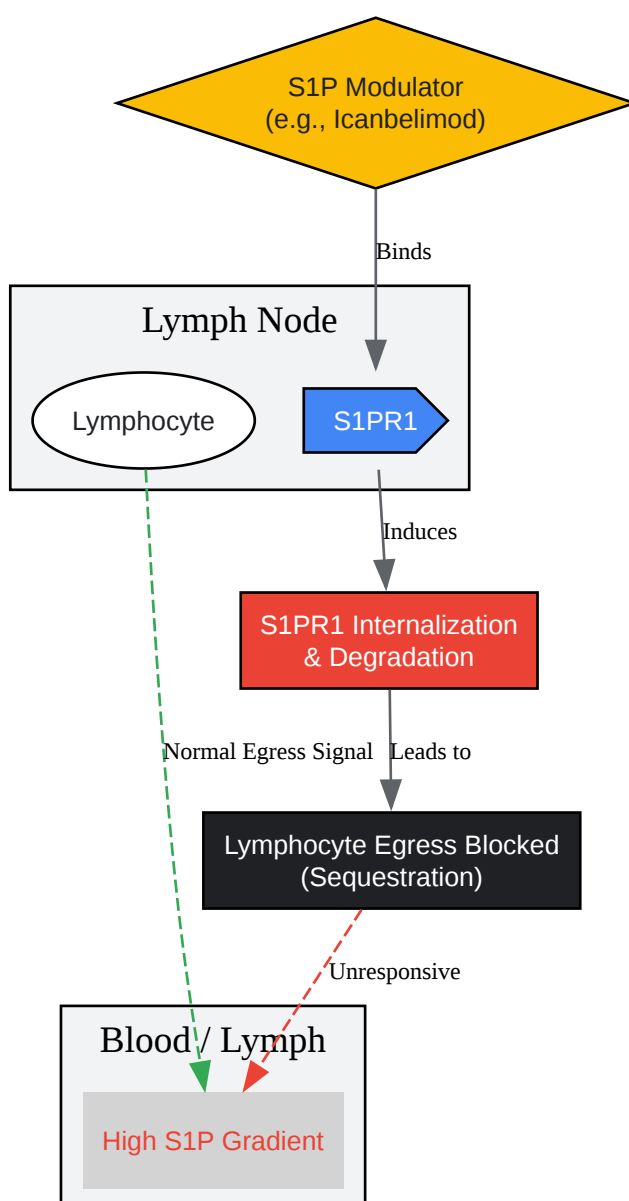 S1P Modulator
(e.g., Icanbelimod)
Binds
Lymph Node
Lymphocyte
S1PR1
Induces
S1PR1 Internalization
& Degradation
Normal Egress Signal
Leads to
Lymphocyte Egress Blocked
(Sequestration)
Unresponsive
Blood / Lymph
High S1P Gradient